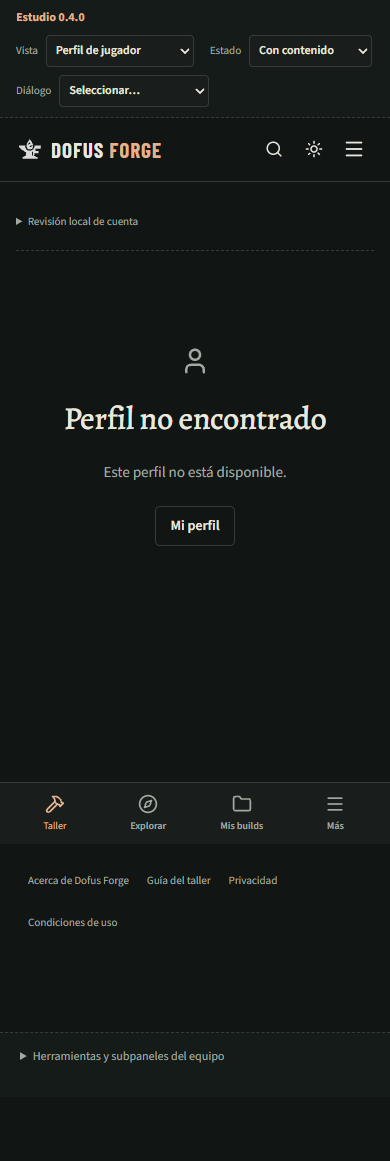 Estudio 0.4.0
Vista Perfil de jugador Estado Con contenido
Diálogo Seleccionar...
DOFUS FORGE
Revisión local de cuenta
Perfil no encontrado
Este perfil no está disponible.
Mi perfil
Taller Explorar Mis builds Más
Acerca de Dofus Forge Guía del taller Privacidad
Condiciones de uso
Herramientas y subpaneles del equipo